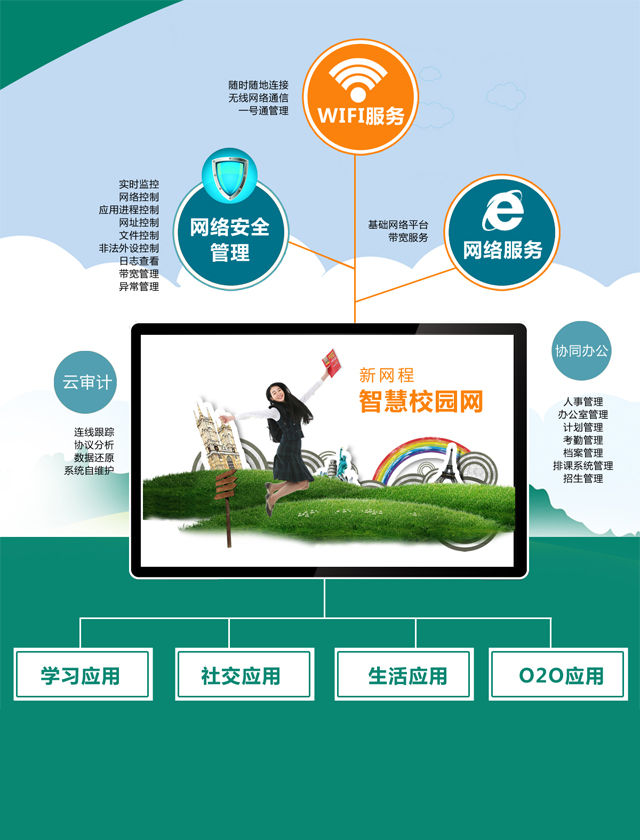 随时随地连接
无线网络通信
一号通管理
WIFI服务
实时监控
网络控制
应用进程控制
网址控制
文件控制
非法外设控制
日志查看
带宽管理
异常管理
网络安全
管理
基础网络平台
带宽服务
网络服务
云审计
连线跟踪
协议分析
数据还原
系统自维护
新网程
智慧校园网
协同办公
人事管理
办公室管理
计划管理
考勤管理
档案管理
排课系统管理
招生管理
学习应用
社交应用
生活应用
O2O应用